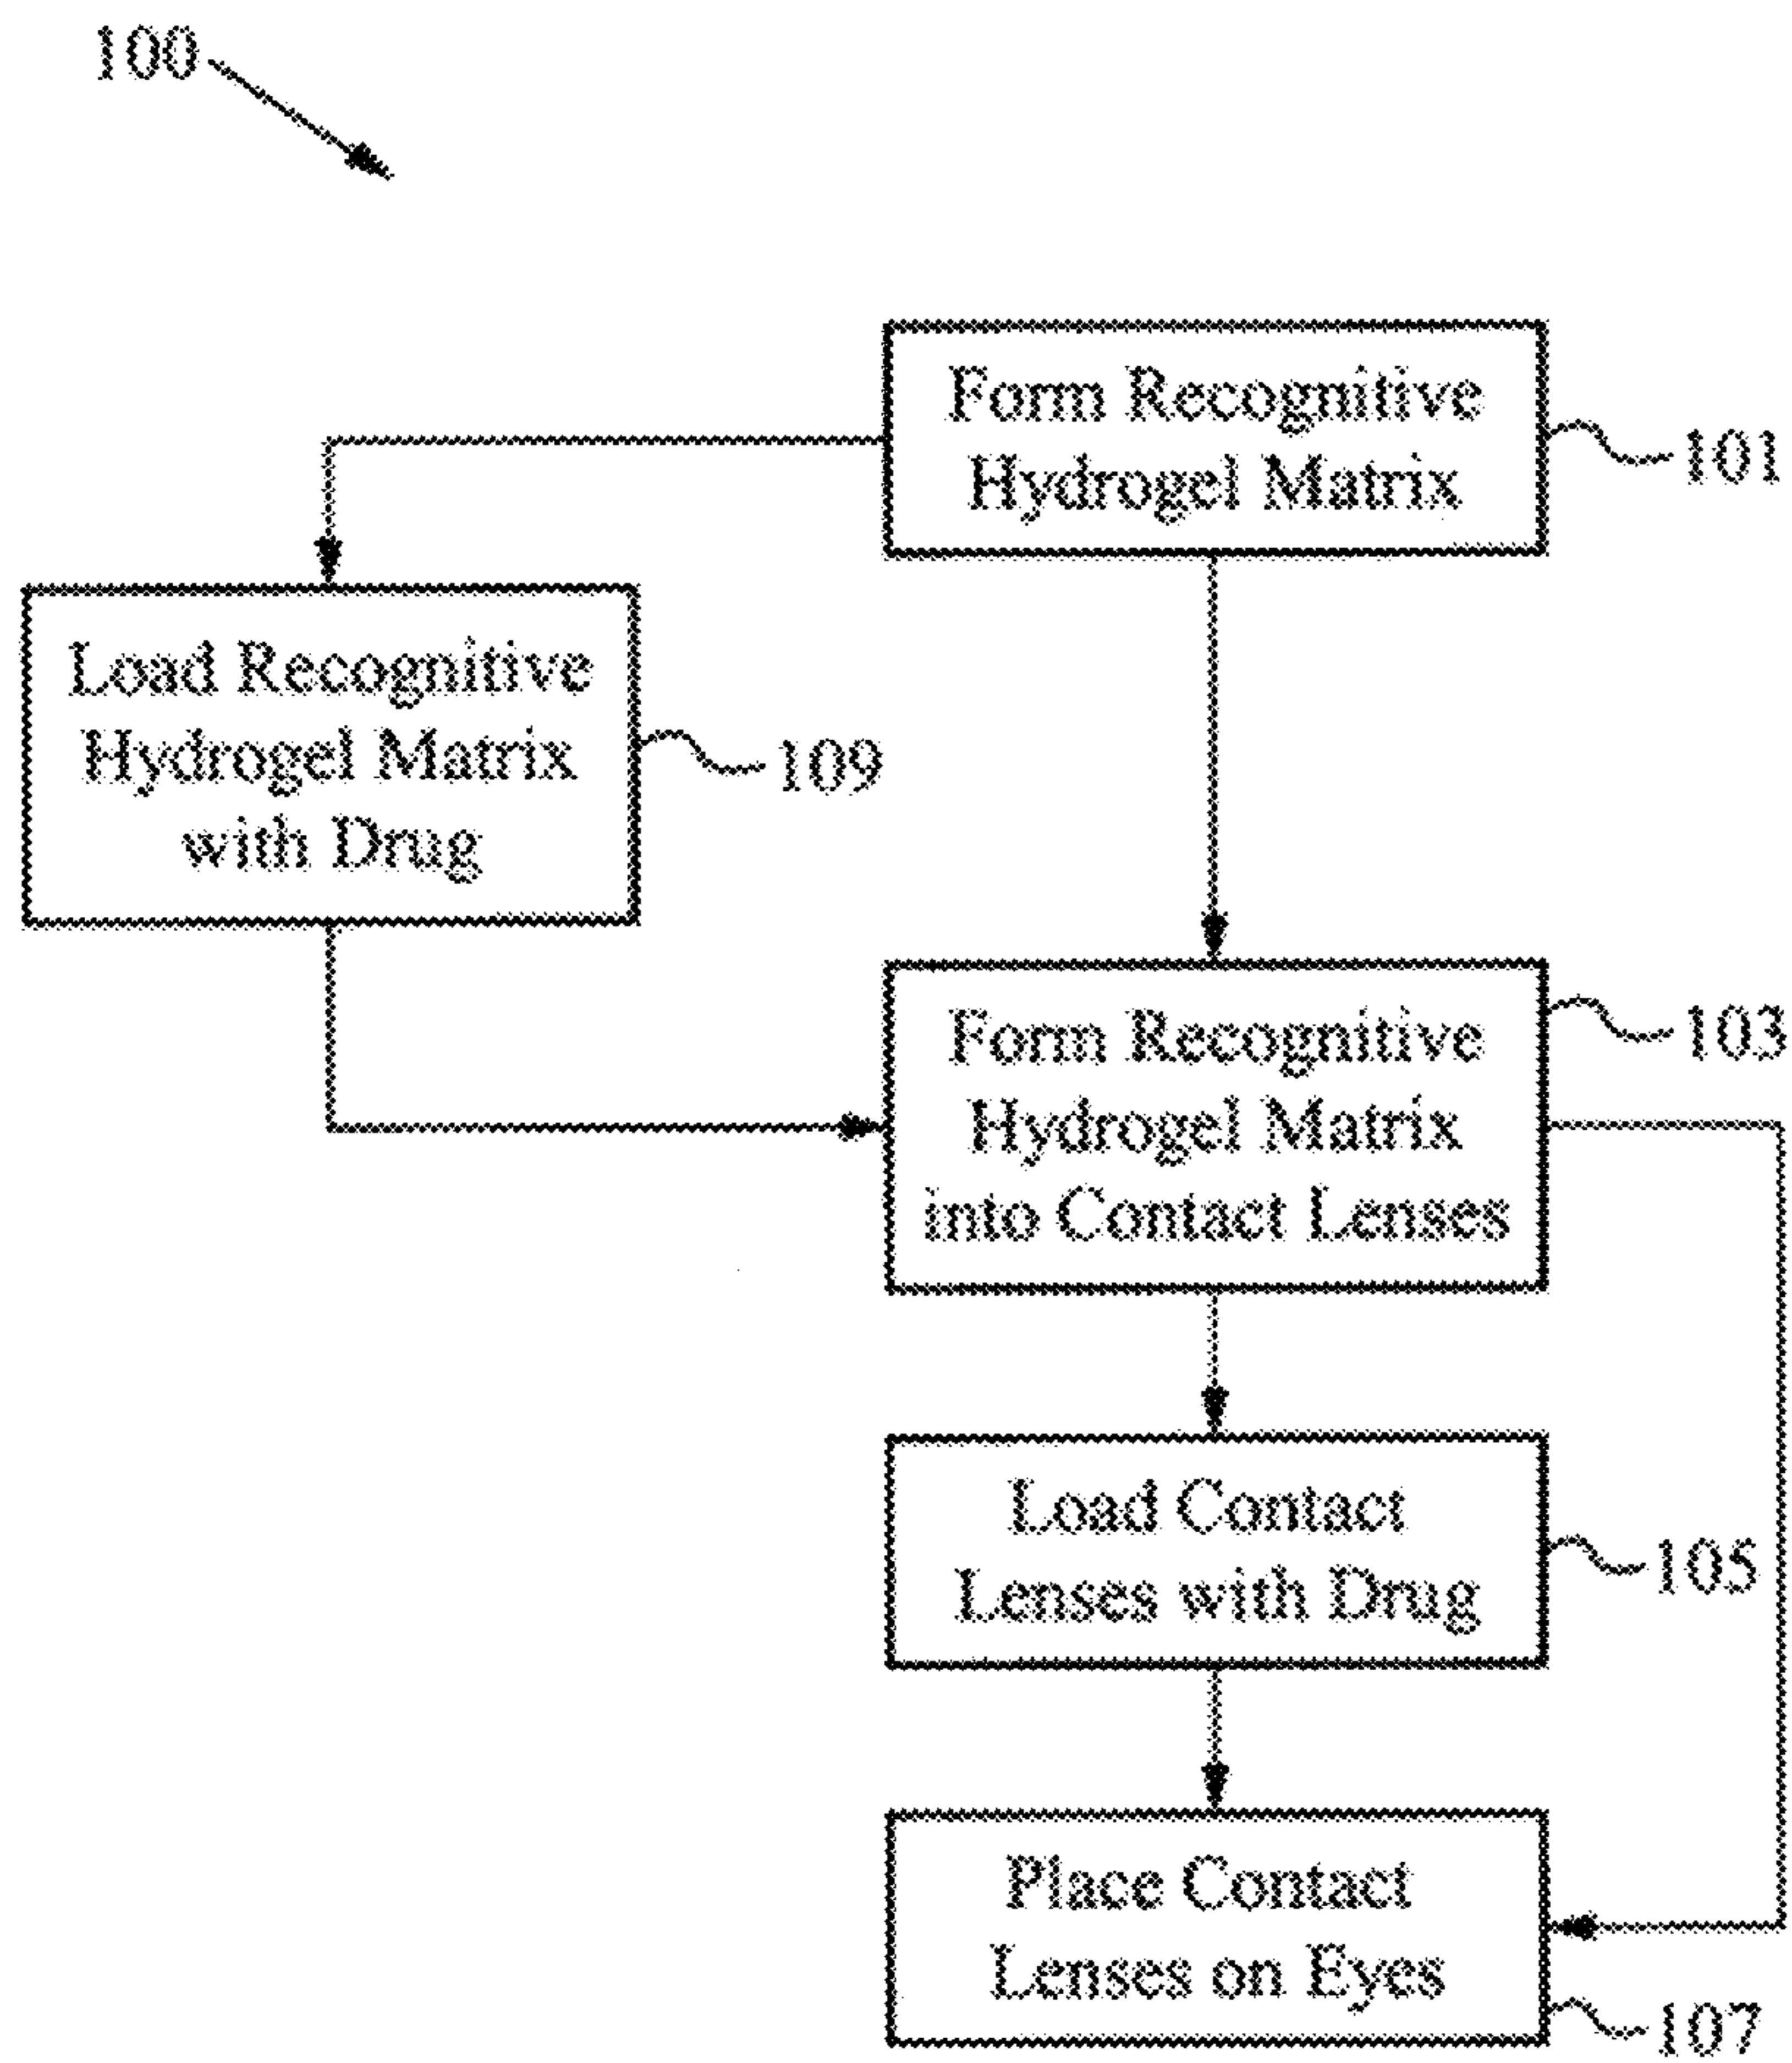 100
Form Recognitive
Hydrogel Matrix
101
Load Recognitive
Hydrogel Matrix
with Drug
109
Form Recognitive
Hydrogel Matrix
into Contact Lenses
103
Load Contact
Lenses with Drug
105
Place Contact
Lenses on Eyes
107